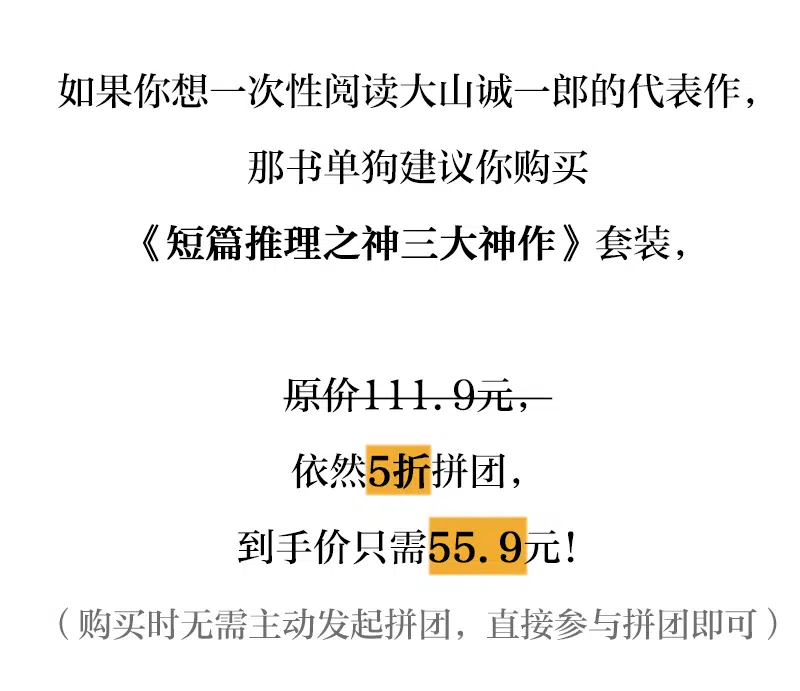 如果你想一次性阅读大山诚一郎的代表作，
那书单狗建议你购买
《短篇推理之神三大神作》套装，
原价111.9元，
依然5折拼团，
到手价只需55.9元！
（购买时无需主动发起拼团，直接参与拼团即可）